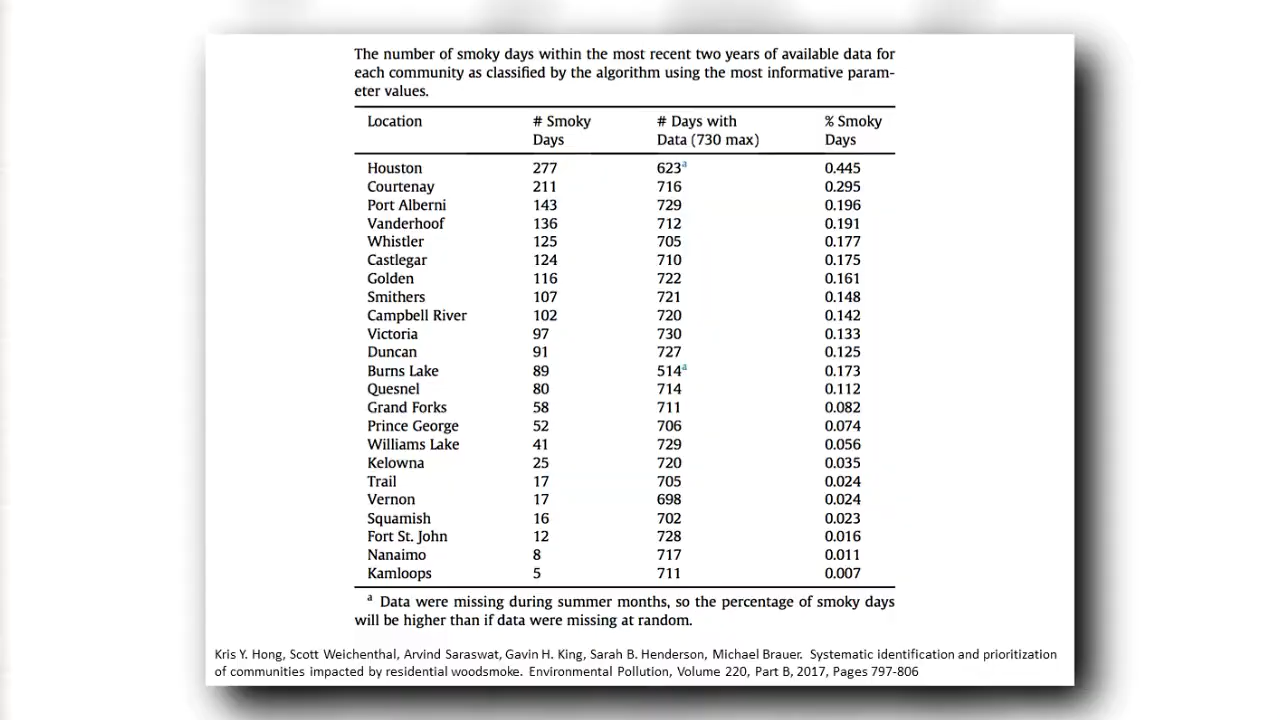 The number of smoky days within the most recent two years of available data for
each community as classified by the algorithm using the most informative param-
eter values.
Location # Smoky Days # Days with Data (730 max) % Smoky Days
Houston 277 623a 0.445
Courtenay 211 716 0.295
Port Alberni 143 729 0.196
Vanderhoof 136 712 0.191
Whistler 125 705 0.177
Castlegar 124 710 0.175
Golden 116 722 0.161
Smithers 107 721 0.148
Campbell River 102 720 0.142
Victoria 97 730 0.133
Duncan 91 727 0.125
Burns Lake 89 514a 0.173
Quesnel 80 714 0.112
Grand Forks 58 711 0.082
Prince George 52 706 0.074
Williams Lake 41 729 0.056
Kelowna 25 720 0.035
Trail 17 705 0.024
Vernon 17 698 0.024
Squamish 16 702 0.023
Fort St. John 12 728 0.016
Nanaimo 8 717 0.011
Kamloops 5 711 0.007
a Data were missing during summer months, so the percentage of smoky days
will be higher than if data were missing at random.
Kris Y. Hong, Scott Weichenthal, Arvind Saraswat, Gavin H. King, Sarah B. Henderson, Michael Brauer. Systematic identification and prioritization
of communities impacted by residential woodsmoke. Environmental Pollution, Volume 220, Part B, 2017, Pages 797-806